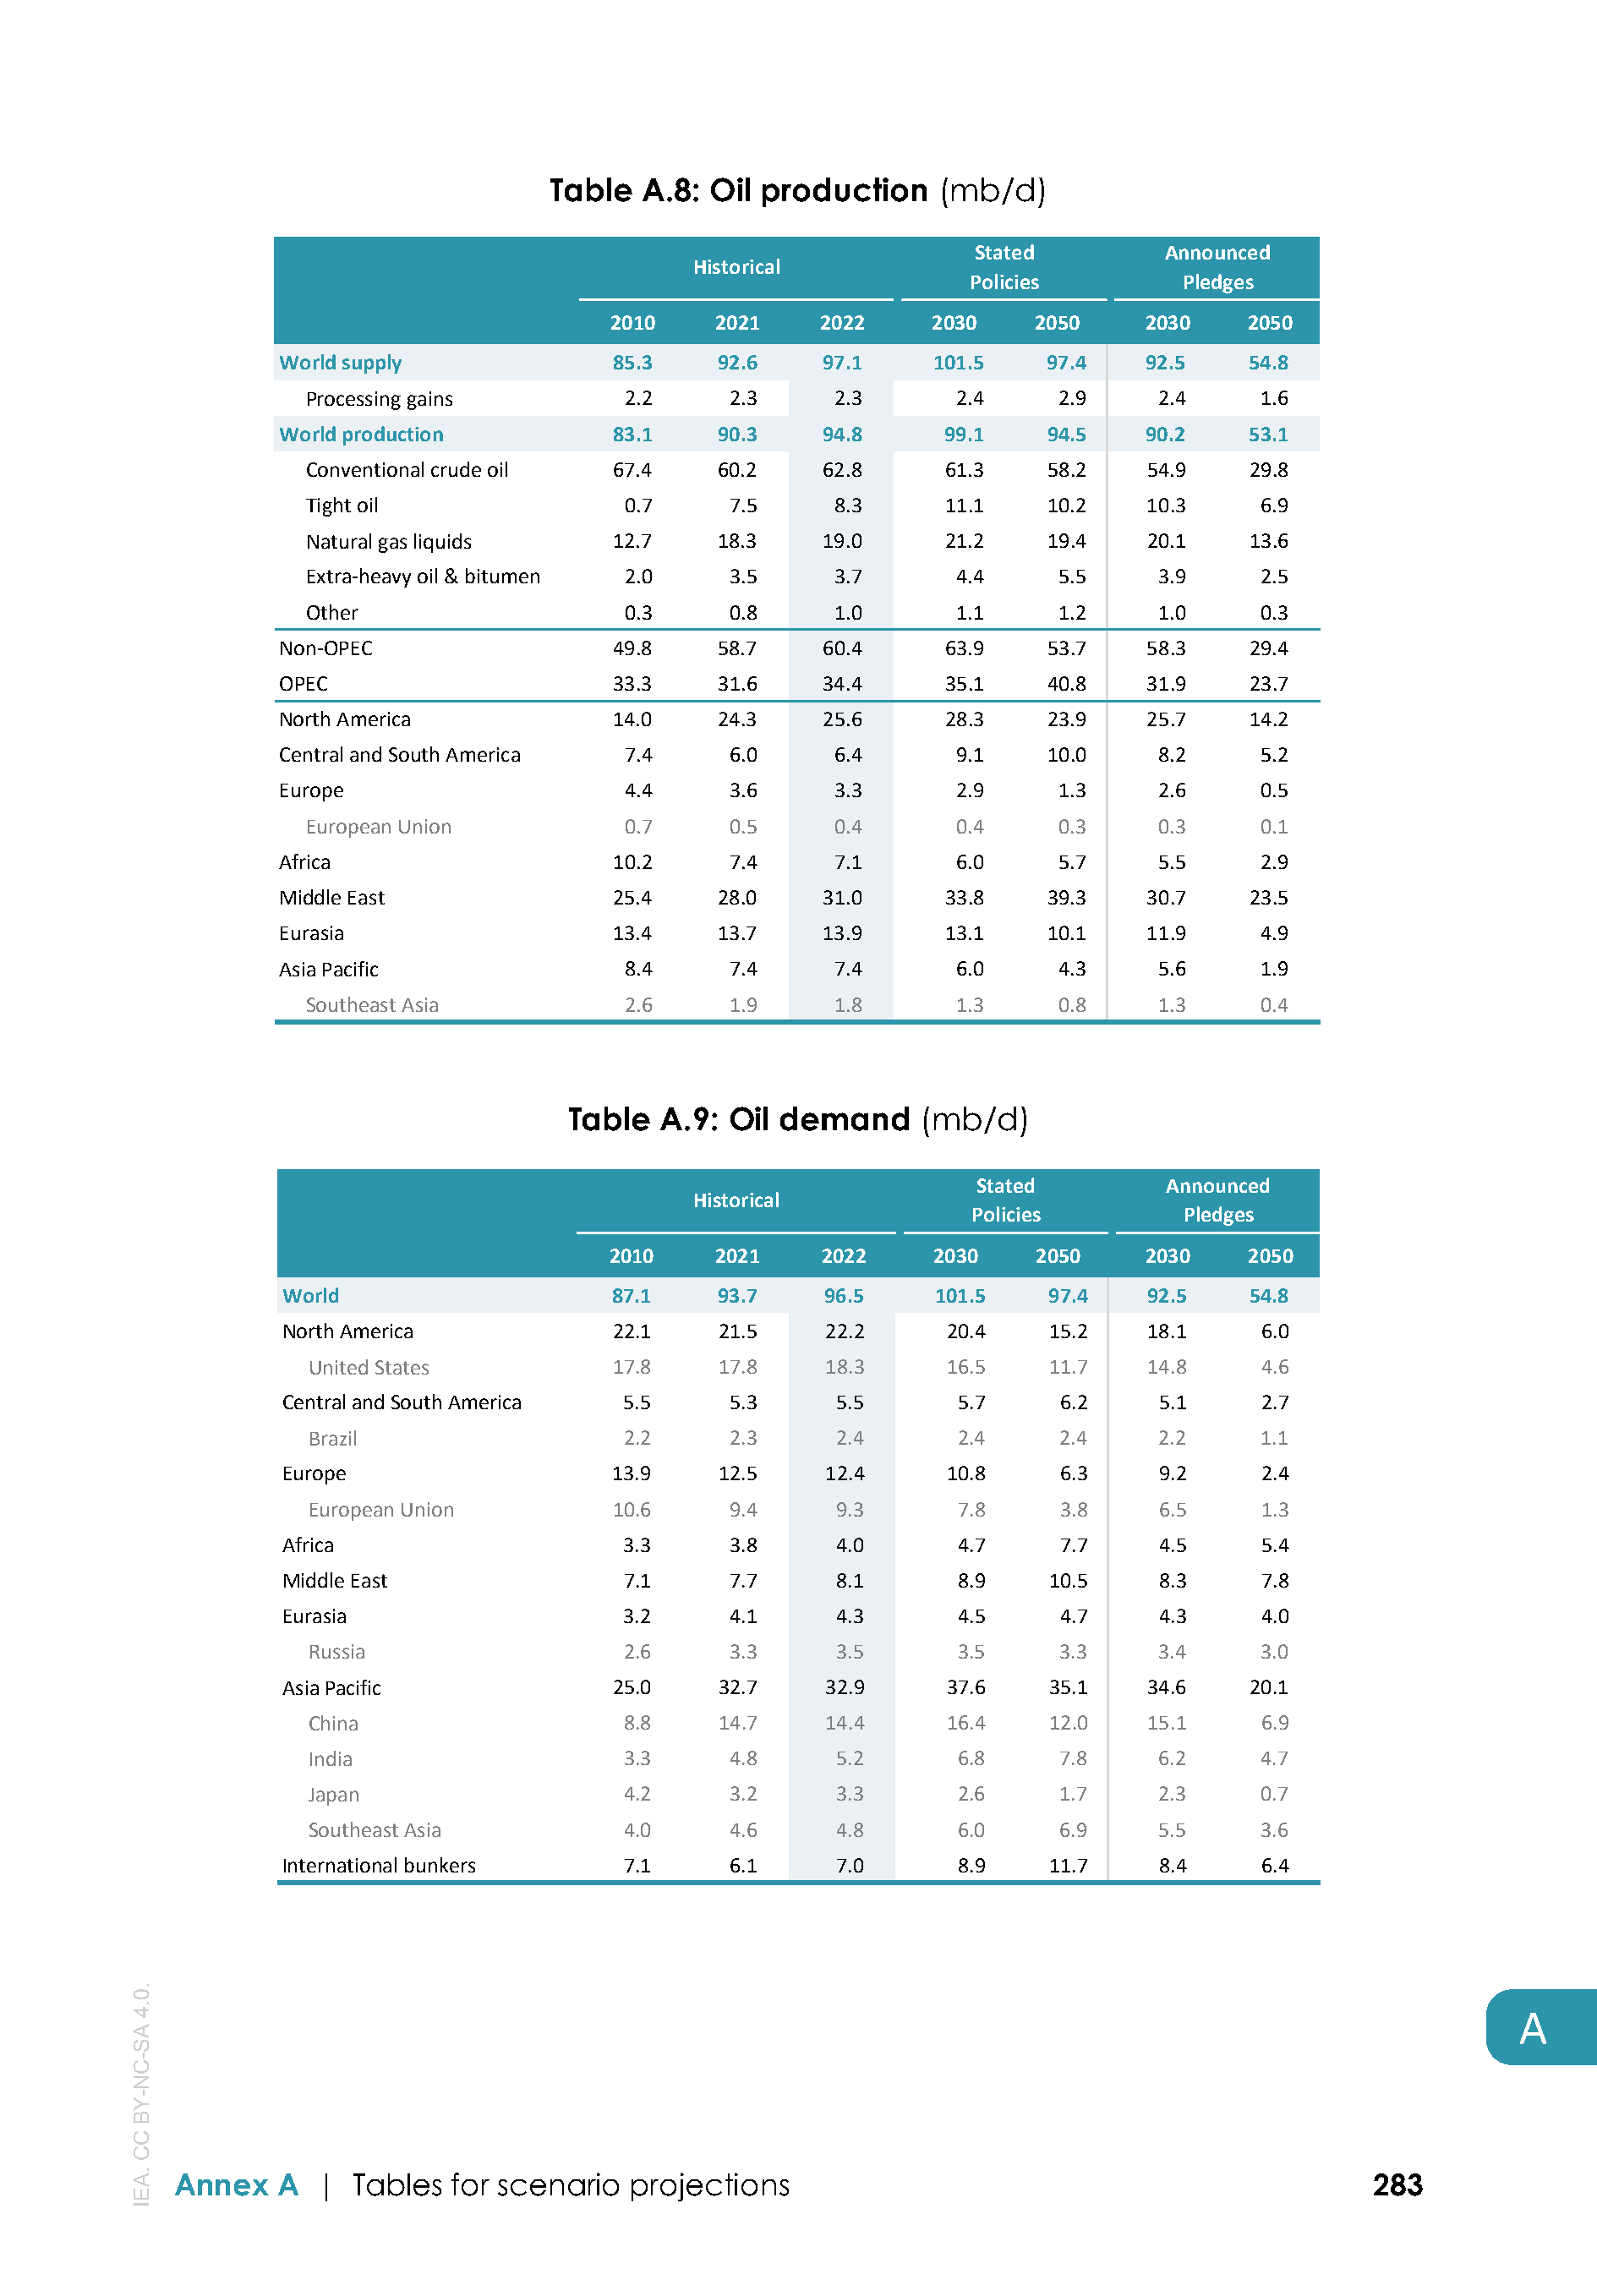 Table A.8: Oil production (mb/d)
Historical Stated Policies Announced Pledges
2010 2021 2022 2030 2050 2030 2050
World supply 85.3 92.6 97.1 101.5 97.4 92.5 54.8
Processing gains 2.2 2.3 2.3 2.4 2.9 2.4 1.6
World production 83.1 90.3 94.8 99.1 94.5 90.2 53.1
Conventional crude oil 67.4 60.2 62.8 61.3 58.2 54.9 29.8
Tight oil 0.7 7.5 8.3 11.1 10.2 10.3 6.9
Natural gas liquids 12.7 18.3 19.0 21.2 19.4 20.1 13.6
Extra-heavy oil & bitumen 2.0 3.5 3.7 4.4 5.5 3.9 2.5
Other 0.3 0.8 1.0 1.1 1.2 1.0 0.3
Non-OPEC 49.8 58.7 60.4 63.9 53.7 58.3 29.4
OPEC 33.3 31.6 34.4 35.1 40.8 31.9 23.7
North America 14.0 24.3 25.6 28.3 23.9 25.7 14.2
Central and South America 7.4 6.0 6.4 9.1 10.0 8.2 5.2
Europe 4.4 3.6 3.3 2.9 1.3 2.6 0.5
European Union 0.7 0.5 0.4 0.4 0.3 0.3 0.1
Africa 10.2 7.4 7.1 6.0 5.7 5.5 2.9
Middle East 25.4 28.0 31.0 33.8 39.3 30.7 23.5
Eurasia 13.4 13.7 13.9 13.1 10.1 11.9 4.9
Asia Pacific 8.4 7.4 7.4 6.0 4.3 5.6 1.9
Southeast Asia 2.6 1.9 1.8 1.3 0.8 1.3 0.4
Table A.9: Oil demand (mb/d)
Historical Stated Policies Announced Pledges
2010 2021 2022 2030 2050 2030 2050
World 87.1 93.7 96.5 101.5 97.4 92.5 54.8
North America 22.1 21.5 22.2 20.4 15.2 18.1 6.0
United States 17.8 17.8 18.3 16.5 11.7 14.8 4.6
Central and South America 5.5 5.3 5.5 5.7 6.2 5.1 2.7
Brazil 2.2 2.3 2.4 2.4 2.4 2.2 1.1
Europe 13.9 12.5 12.4 10.8 6.3 9.2 2.4
European Union 10.6 9.4 9.3 7.8 3.8 6.5 1.3
Africa 3.3 3.8 4.0 4.7 7.7 4.5 5.4
Middle East 7.1 7.7 8.1 8.9 10.5 8.3 7.8
Eurasia 3.2 4.1 4.3 4.5 4.7 4.3 4.0
Russia 2.6 3.3 3.5 3.5 3.3 3.4 3.0
Asia Pacific 25.0 32.7 32.9 37.6 35.1 34.6 20.1
China 8.8 14.7 14.4 16.4 12.0 15.1 6.9
India 3.3 4.8 5.2 6.8 7.8 6.2 4.7
Japan 4.2 3.2 3.3 2.6 1.7 2.3 0.7
Southeast Asia 4.0 4.6 4.8 6.0 6.9 5.5 3.6
International bunkers 7.1 6.1 7.0 8.9 11.7 8.4 6.4
A
IEA. CC BY-NC-SA 4.0.
Annex A | Tables for scenario projections 283